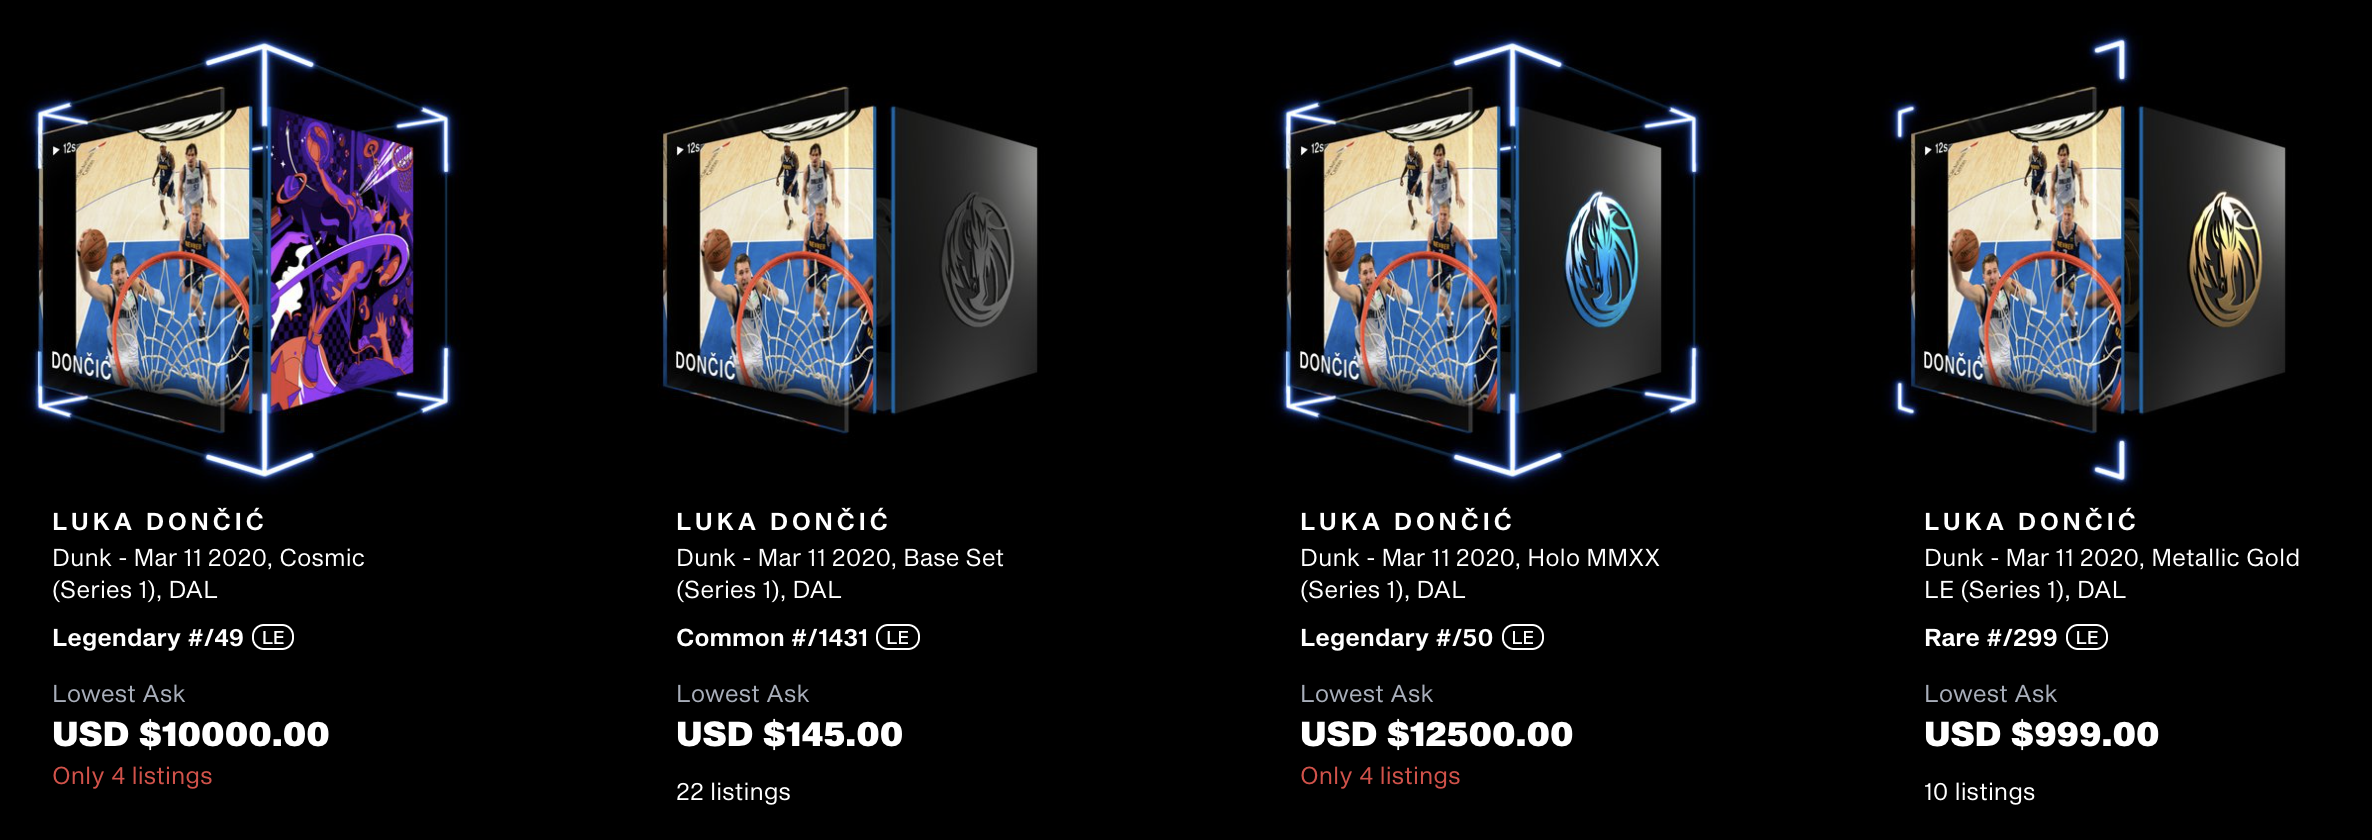 12s
DONČIĆ
LUKA DONČIĆ
Dunk - Mar 11 2020, Cosmic
(Series 1), DAL
Legendary #/49 LE
Lowest Ask
USD $10000.00
Only 4 listings
12s
DONČIĆ
LUKA DONČIĆ
Dunk - Mar 11 2020, Base Set
(Series 1), DAL
Common #/1431 LE
Lowest Ask
USD $145.00
22 listings
12s
DONČIĆ
LUKA DONČIĆ
Dunk - Mar 11 2020, Holo MMXX
(Series 1), DAL
Legendary #/50 LE
Lowest Ask
USD $12500.00
Only 4 listings
12s
DONČIĆ
LUKA DONČIĆ
Dunk - Mar 11 2020, Metallic Gold
LE (Series 1), DAL
Rare #/299 LE
Lowest Ask
USD $999.00
10 listings